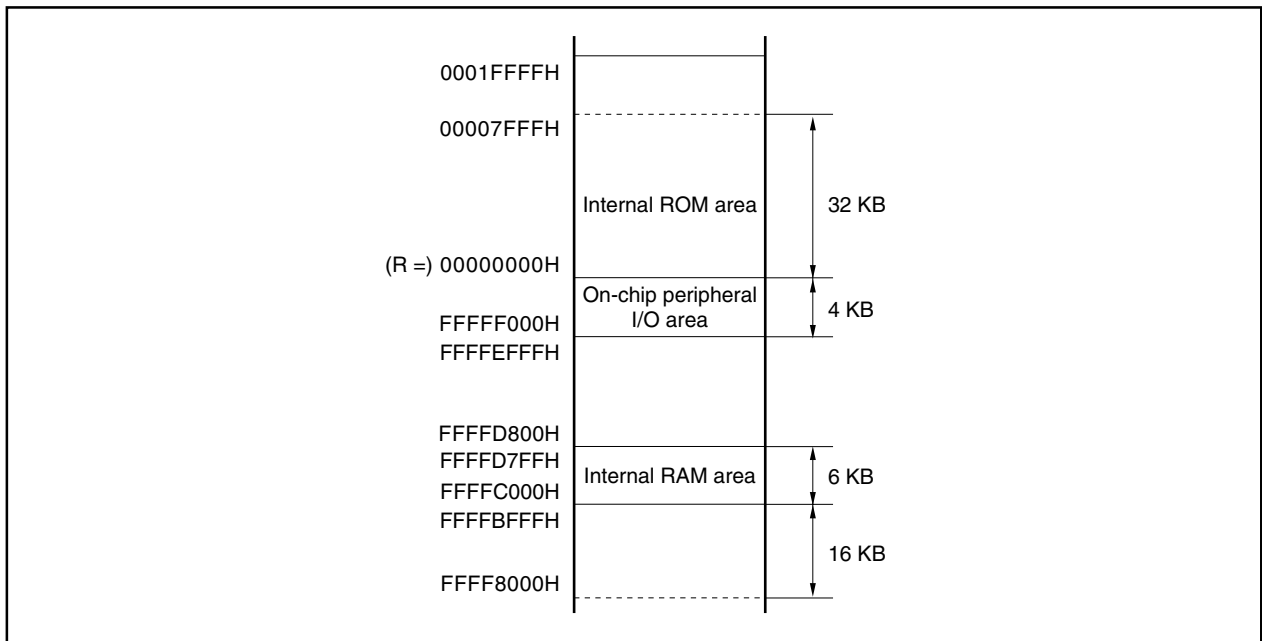 0001FFFFH
00007FFFH
Internal ROM area
32 KB
(R =) 00000000H
On-chip peripheral
I/O area
4 KB
FFFFF000H
FFFFEFFFH
FFFFD800H
FFFFD7FFH
Internal RAM area
6 KB
FFFFC000H
FFFFBFFFH
16 KB
FFFF8000H